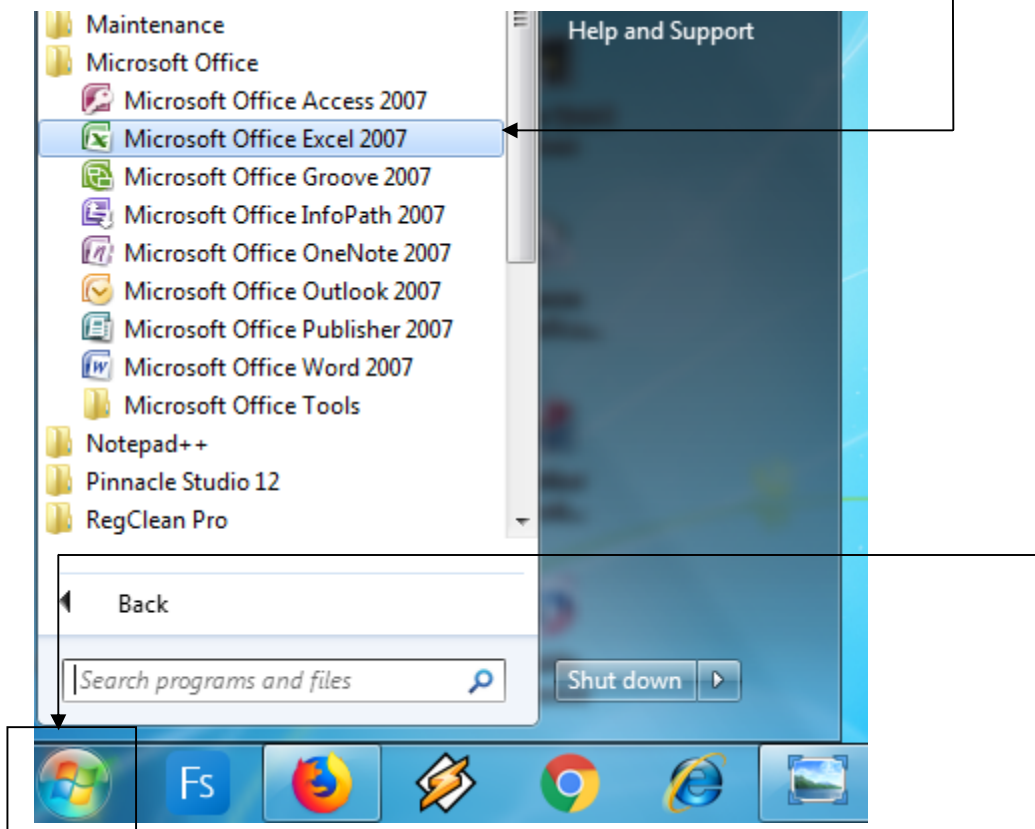 Maintenance
Microsoft Office
Microsoft Office Access 2007
Microsoft Office Excel 2007
Microsoft Office Groove 2007
Microsoft Office InfoPath 2007
Microsoft Office OneNote 2007
Microsoft Office Outlook 2007
Microsoft Office Publisher 2007
Microsoft Office Word 2007
Microsoft Office Tools
Notepad++
Pinnacle Studio 12
RegClean Pro
Back
Search programs and files
Help and Support
Shut down
Fs